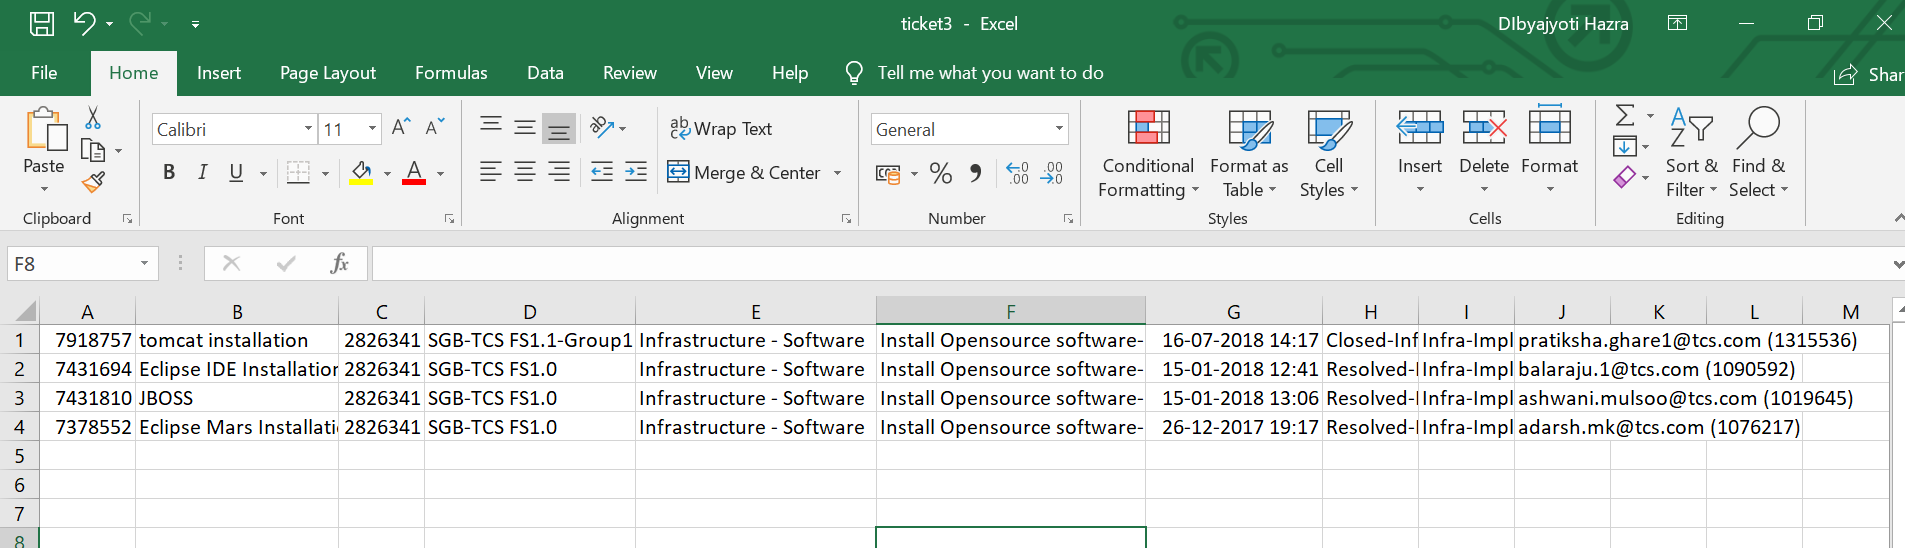 ticket3 - Excel
DIbyajyoti Hazra
File Home Insert Page Layout Formulas Data Review View Help Tell me what you want to do Shar
Paste
Clipboard
Calibri 11 A A
B I U A
Font
ab Wrap Text
Merge & Center
Alignment
General
% , .0 .00 .00 .0
Number
Conditional Formatting
Format as Table
Cell Styles
Styles
Insert Delete Format
Cells
Σ A Z
Sort & Filter
Find & Select
Editing
F8 fx
A B C D E F G H I J K L M
1 7918757 tomcat installation 2826341 SGB-TCS FS1.1-Group1 Infrastructure - Software Install Opensource software- 16-07-2018 14:17 Closed-Inf Infra-Impl pratiksha.ghare1@tcs.com (1315536)
2 7431694 Eclipse IDE Installation 2826341 SGB-TCS FS1.0 Infrastructure - Software Install Opensource software- 15-01-2018 12:41 Resolved-I Infra-Impl balaraju.1@tcs.com (1090592)
3 7431810 JBOSS 2826341 SGB-TCS FS1.0 Infrastructure - Software Install Opensource software- 15-01-2018 13:06 Resolved-I Infra-Impl ashwani.mulsoo@tcs.com (1019645)
4 7378552 Eclipse Mars Installati 2826341 SGB-TCS FS1.0 Infrastructure - Software Install Opensource software- 26-12-2017 19:17 Resolved-I Infra-Impl adarsh.mk@tcs.com (1076217)
5
6
7
8